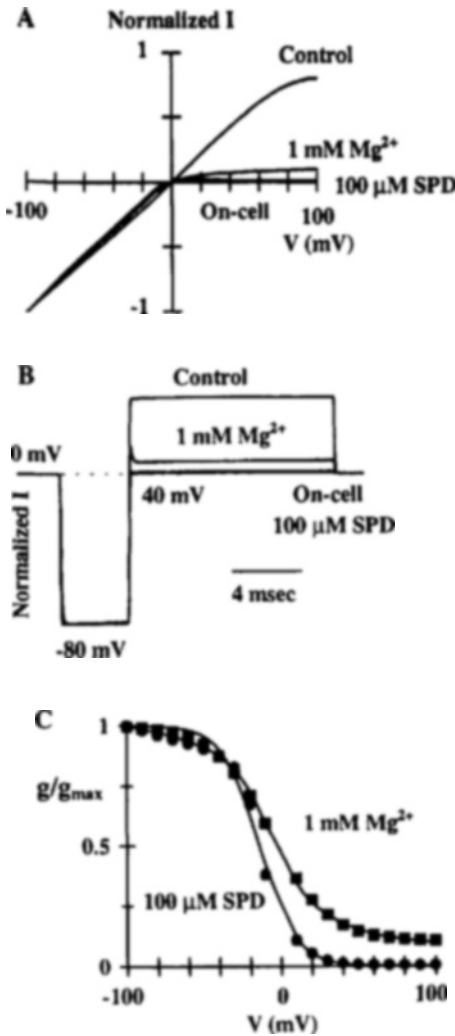 A
Normalized I
1
Control
1 mM Mg²⁺
-100
100 μM SPD
On-cell
100
V (mV)
-1
B
Control
1 mM Mg²⁺
0 mV
40 mV
On-cell
100 μM SPD
Normalized I
4 msec
-80 mV
C
1
g/gmax
1 mM Mg²⁺
0.5
100 μM SPD
0
-100
0
100
V (mV)